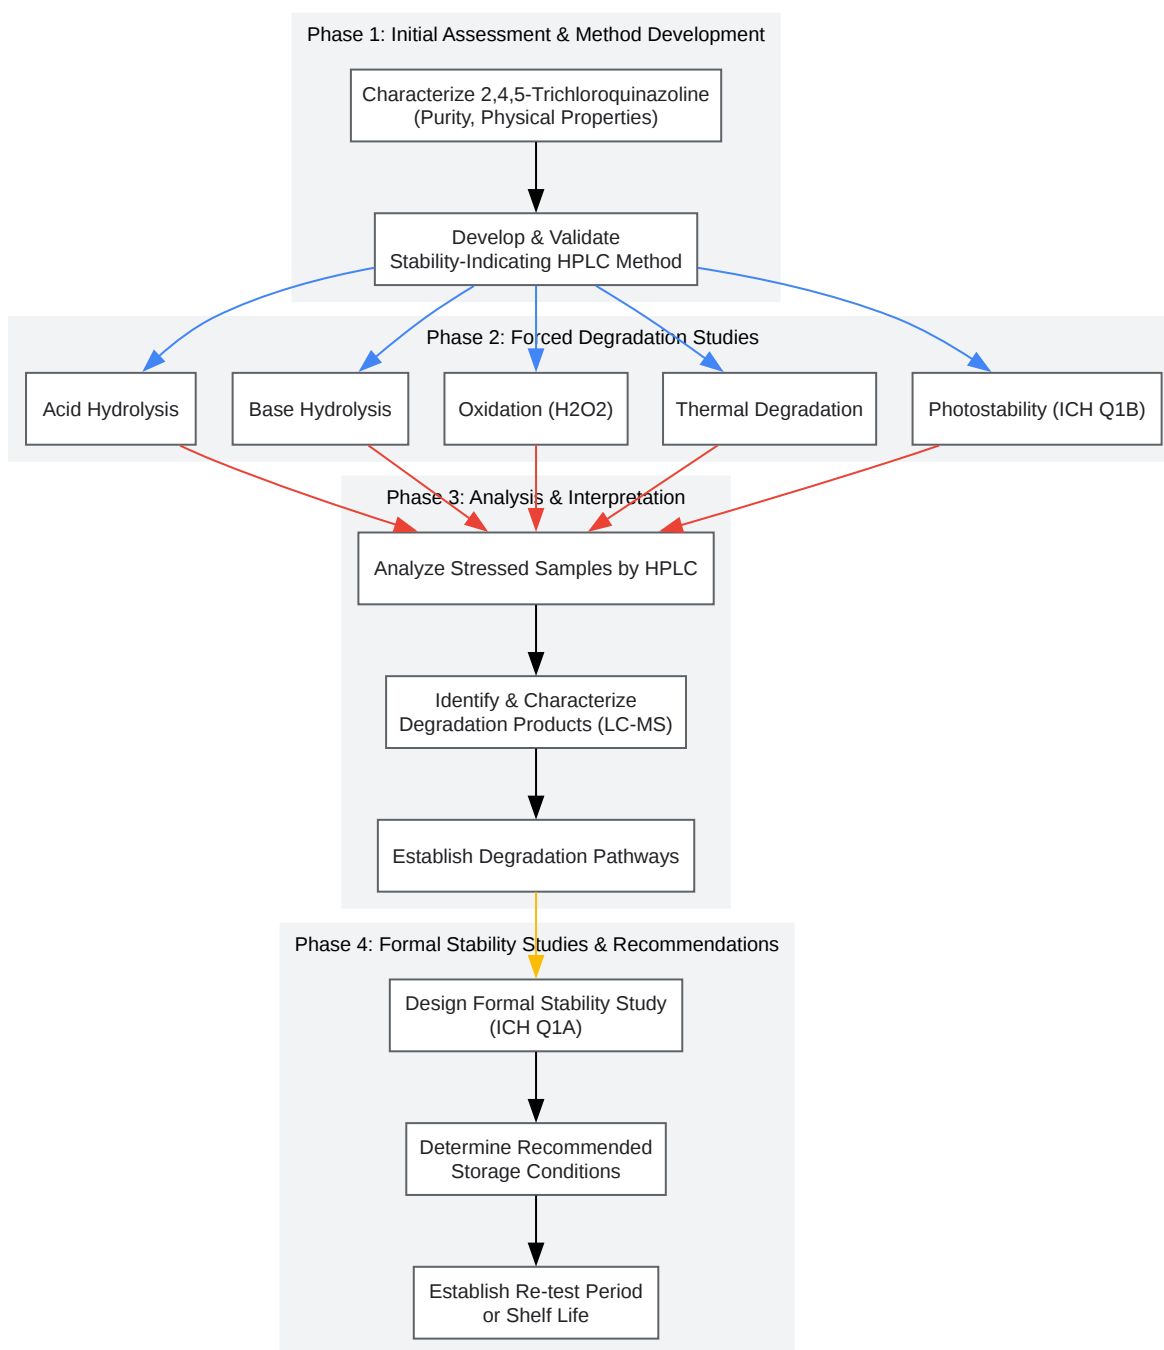 Phase 1: Initial Assessment & Method Development
Characterize 2,4,5-Trichloroquinazoline
(Purity, Physical Properties)
Develop & Validate
Stability-Indicating HPLC Method
Phase 2: Forced Degradation Studies
Acid Hydrolysis
Base Hydrolysis
Oxidation (H2O2)
Thermal Degradation
Photostability (ICH Q1B)
Phase 3: Analysis & Interpretation
Analyze Stressed Samples by HPLC
Identify & Characterize
Degradation Products (LC-MS)
Establish Degradation Pathways
Phase 4: Formal Stability Studies & Recommendations
Design Formal Stability Study
(ICH Q1A)
Determine Recommended
Storage Conditions
Establish Re-test Period
or Shelf Life